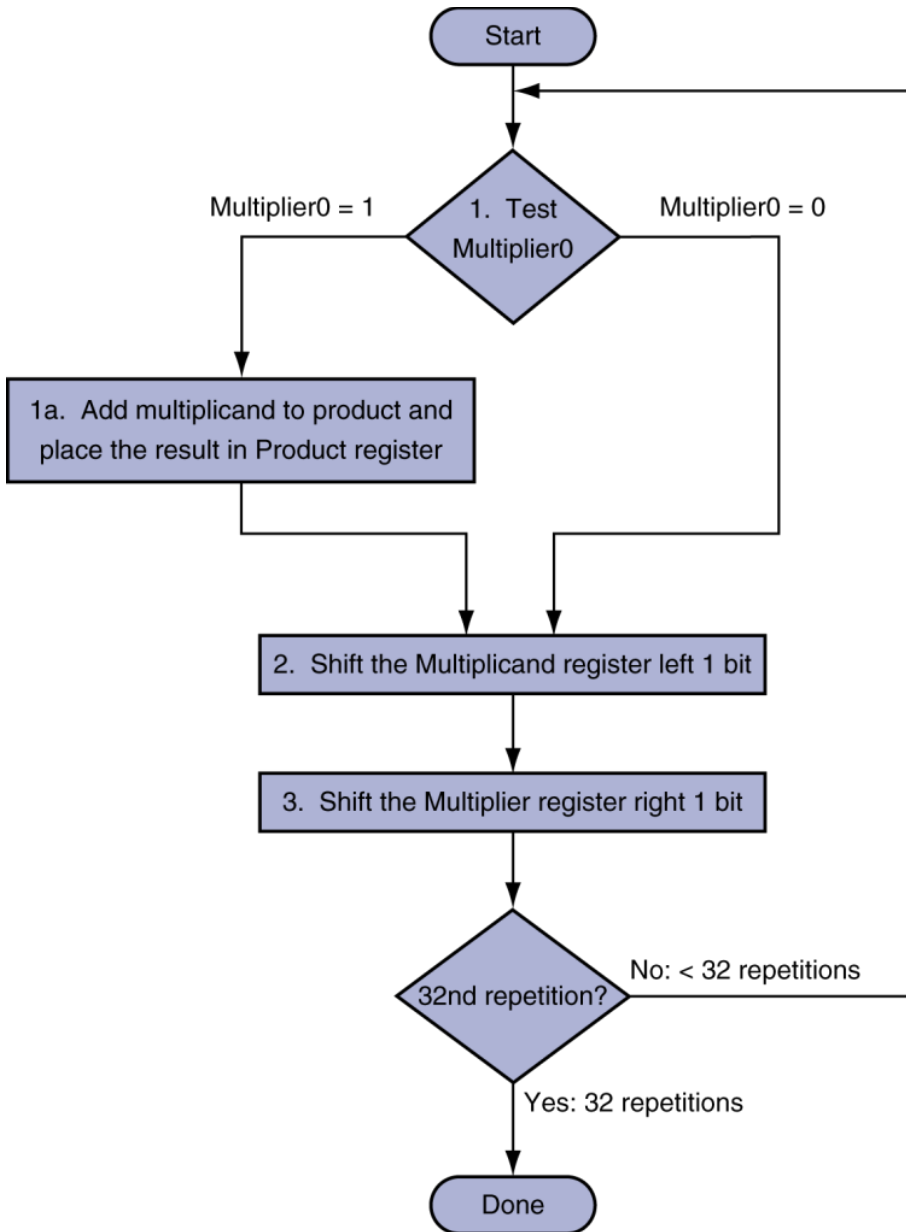 Start
Multiplier0 = 1
1. Test
Multiplier0
Multiplier0 = 0
1a. Add multiplicand to product and
place the result in Product register
2. Shift the Multiplicand register left 1 bit
3. Shift the Multiplier register right 1 bit
32nd repetition?
No: < 32 repetitions
Yes: 32 repetitions
Done